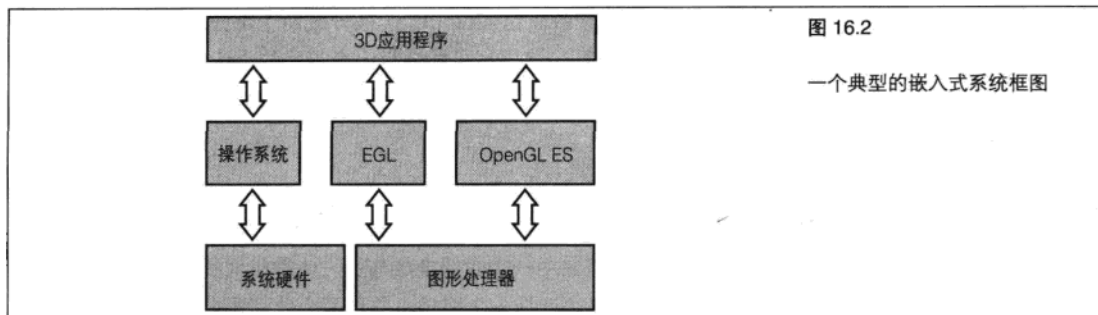 3D应用程序
图 16.2
一个典型的嵌入式系统框图
操作系统
EGL
OpenGL ES
系统硬件
图形处理器